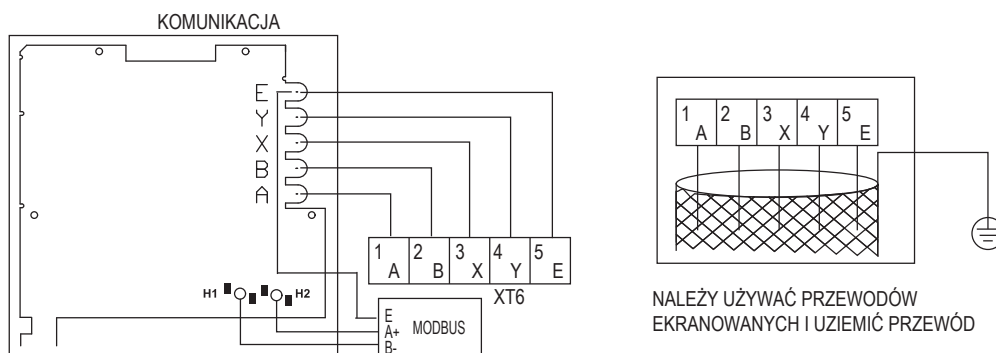 KOMUNIKACJA
E
Y
X
B
A
1 A 2 B 3 X 4 Y 5 E
XT6
H1 H2
E
A+ MODBUS
B-
1 A 2 B 3 X 4 Y 5 E
NALEŻY UŻYWAĆ PRZEWODÓW
EKRANOWANYCH I UZIEMIĆ PRZEWÓD